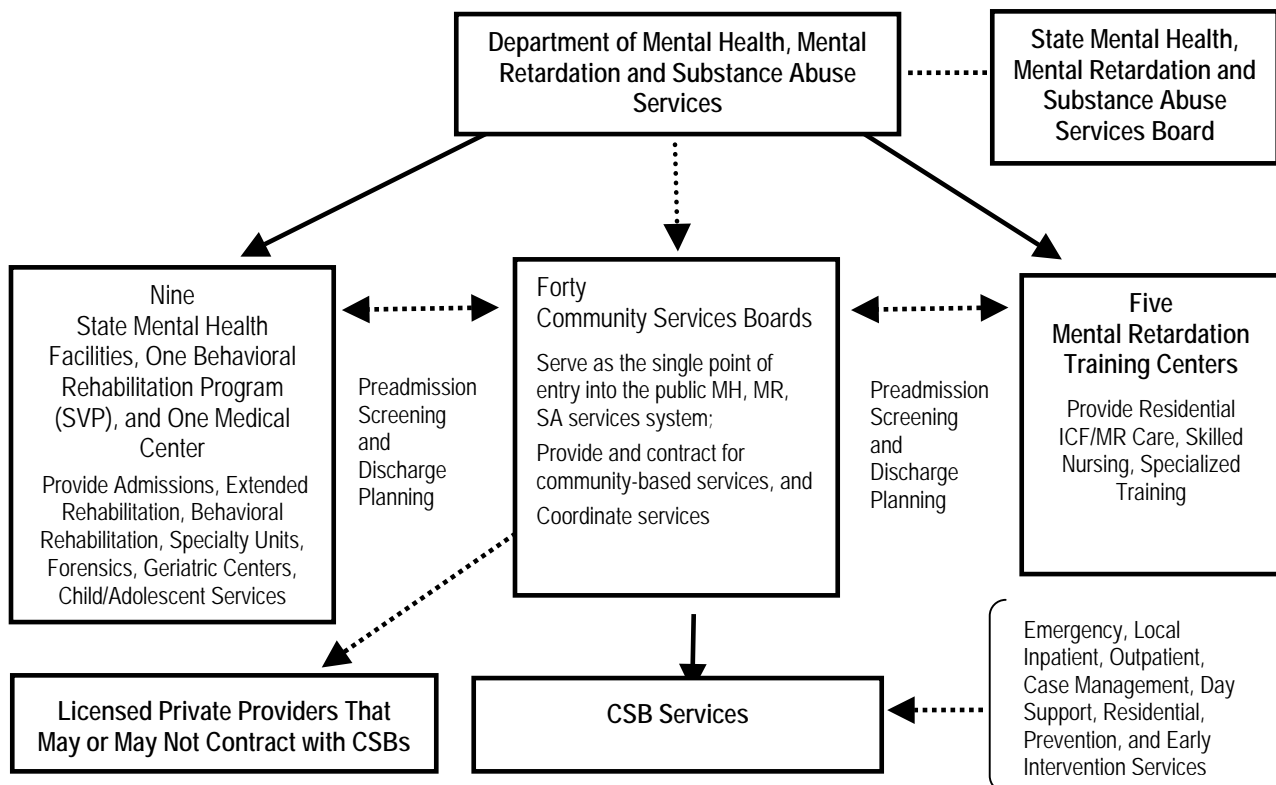 Department of Mental Health, Mental
Retardation and Substance Abuse
Services
State Mental Health,
Mental Retardation and
Substance Abuse
Services Board
Nine
State Mental Health
Facilities, One Behavioral
Rehabilitation Program
(SVP), and One Medical
Center
Provide Admissions, Extended
Rehabilitation, Behavioral
Rehabilitation, Specialty Units,
Forensics, Geriatric Centers,
Child/Adolescent Services
Preadmission
Screening
and
Discharge
Planning
Forty
Community Services Boards
Serve as the single point of
entry into the public MH, MR,
SA services system;
Provide and contract for
community-based services, and
Coordinate services
Preadmission
Screening
and
Discharge
Planning
Five
Mental Retardation
Training Centers
Provide Residential
ICF/MR Care, Skilled
Nursing, Specialized
Training
Licensed Private Providers That
May or May Not Contract with CSBs
CSB Services
Emergency, Local
Inpatient, Outpatient,
Case Management, Day
Support, Residential,
Prevention, and Early
Intervention Services